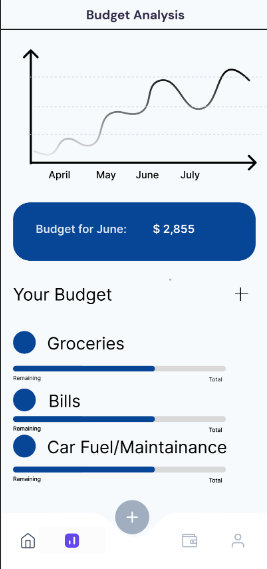 Budget Analysis
April May June July
Budget for June: $ 2,855
Your Budget
Groceries
Remaining Total
Bills
Remaining Total
Car Fuel/Maintainance
Remaining Total